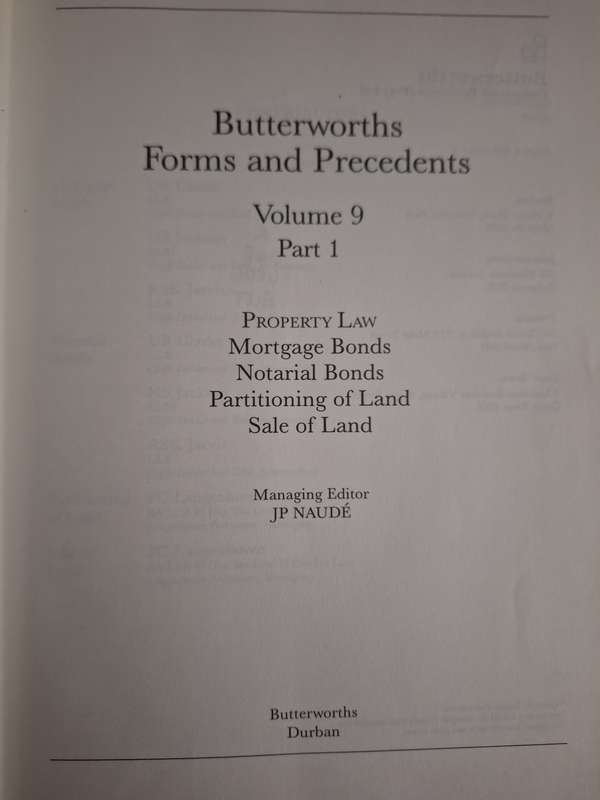 Butterworths
Forms and Precedents
Volume 9
Part 1
PROPERTY LAW
Mortgage Bonds
Notarial Bonds
Partitioning of Land
Sale of Land
Managing Editor
JP NAUDÉ
Butterworths
Durban